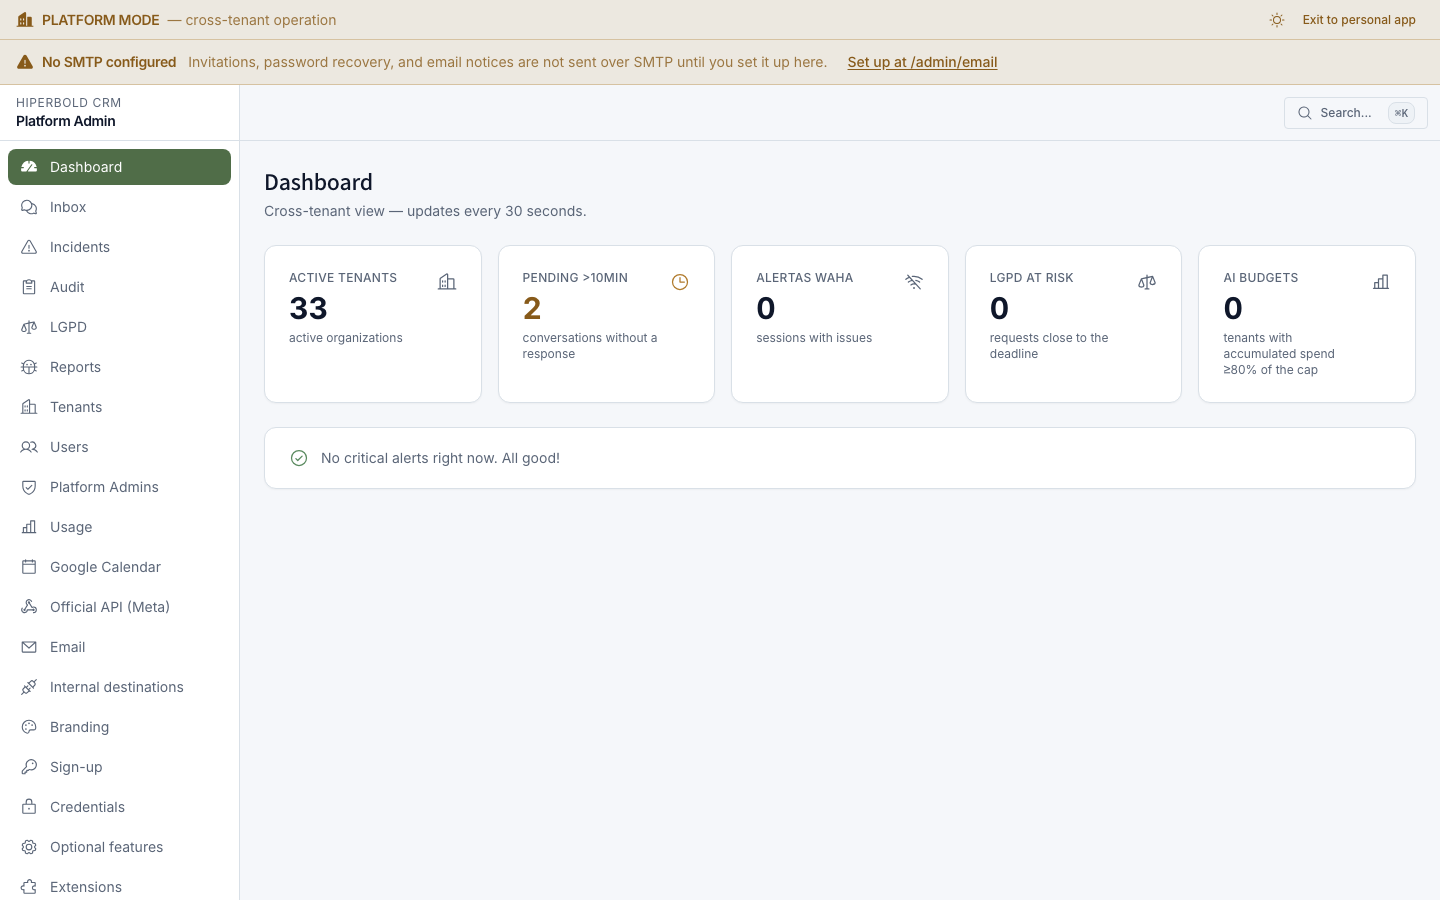 PLATFORM MODE — cross-tenant operation
Exit to personal app
No SMTP configured Invitations, password recovery, and email notices are not sent over SMTP until you set it up here. Set up at /admin/email
HIPERBOLD CRM
Platform Admin
Search... ⌘K
Dashboard
Inbox
Incidents
Audit
LGPD
Reports
Tenants
Users
Platform Admins
Usage
Google Calendar
Official API (Meta)
Email
Internal destinations
Branding
Sign-up
Credentials
Optional features
Extensions
Dashboard
Cross-tenant view — updates every 30 seconds.
ACTIVE TENANTS
33
active organizations
PENDING >10MIN
2
conversations without a
response
ALERTAS WAHA
0
sessions with issues
LGPD AT RISK
0
requests close to the
deadline
AI BUDGETS
0
tenants with
accumulated spend
≥80% of the cap
No critical alerts right now. All good!